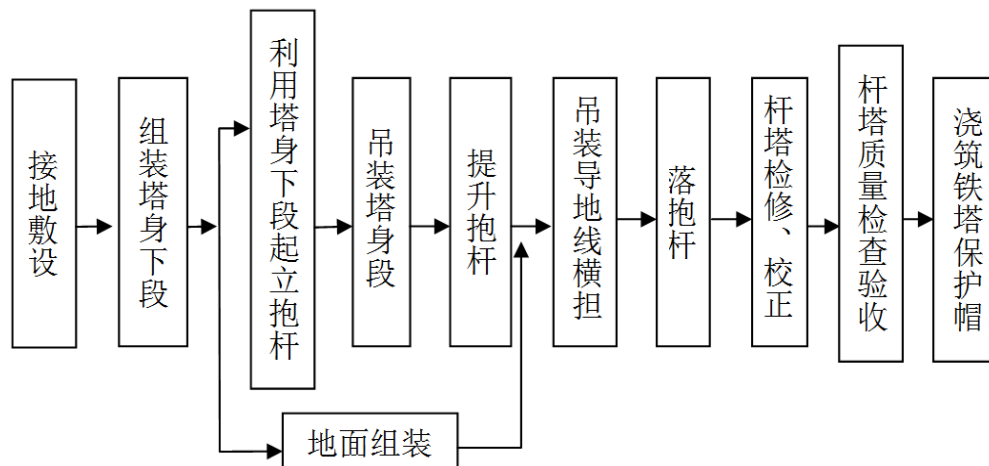 接地敷设
组装塔身下段
利用塔身下段起立抱杆
吊装塔身段
提升抱杆
吊装导地线横担
落抱杆
杆塔检修、校正
杆塔质量检查验收
浇筑铁塔保护帽
地面组装